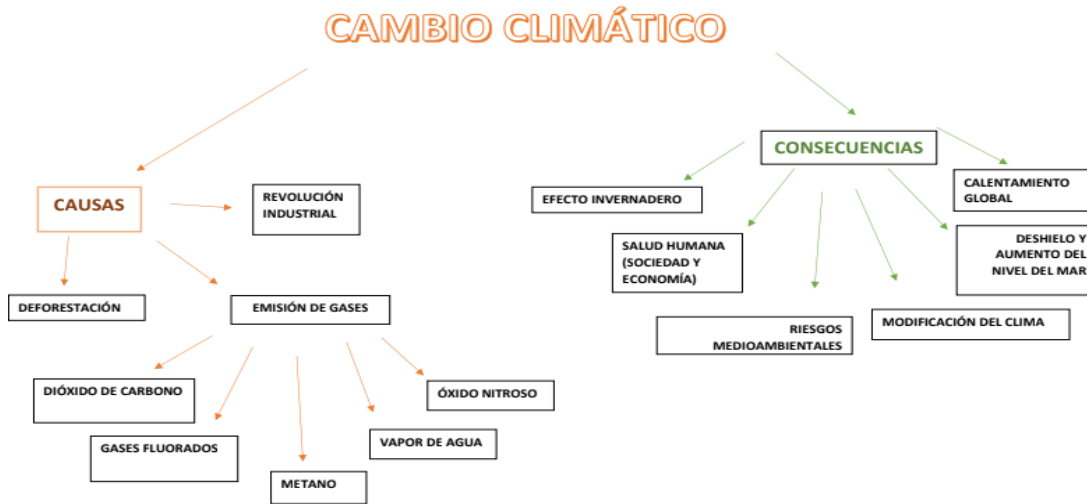 CAMBIO CLIMÁTICO
CAUSAS
REVOLUCIÓN
INDUSTRIAL
DEFORESTACIÓN
EMISIÓN DE GASES
DIÓXIDO DE CARBONO
GASES FLUORADOS
METANO
VAPOR DE AGUA
ÓXIDO NITROSO
CONSECUENCIAS
EFECTO INVERNADERO
SALUD HUMANA
(SOCIEDAD Y
ECONOMÍA)
RIESGOS
MEDIOAMBIENTALES
MODIFICACIÓN DEL CLIMA
DESHIELO Y
AUMENTO DEL
NIVEL DEL MAR
CALENTAMIENTO
GLOBAL